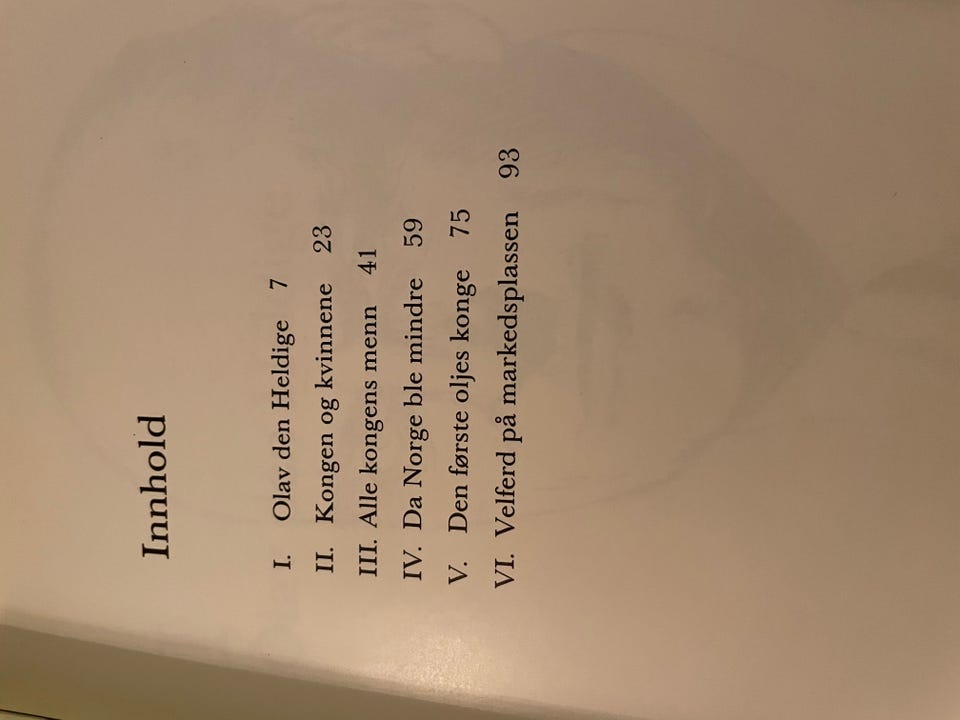 Innhold
I. Olav den Heldige 7
II. Kongen og kvinnene 23
III. Alle kongens menn 41
IV. Da Norge ble mindre 59
V. Den første oljes konge 75
VI. Velferd på markedsplassen 93